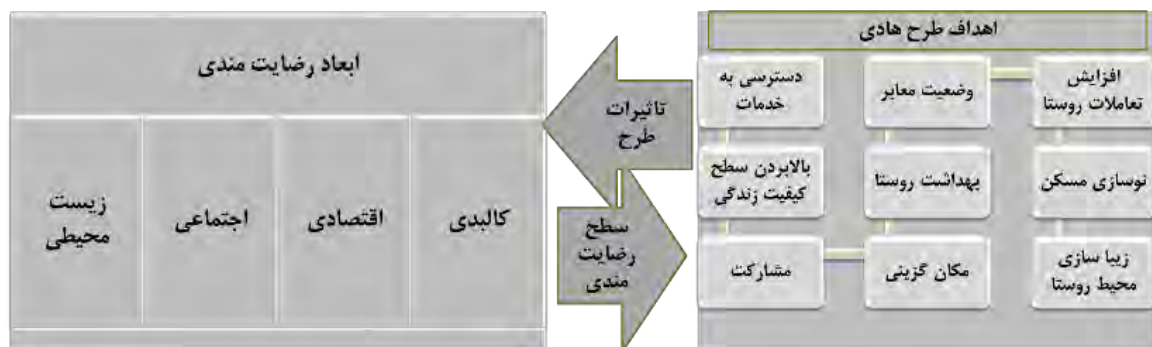 اهداف طرح هادی
افزایش
تعاملات روستا
وضعیت معابر
دسترسی به
خدمات
نوسازی مسکن
بهداشت روستا
بالابردن سطح
کیفیت زندگی
زیبا سازی
محیط روستا
مکان گزینی
مشارکت
تاثیرات
طرح
سطح
رضایت
مندی
ابعاد رضایت مندی
کالبدی
اقتصادی
اجتماعی
زیست
محیطی